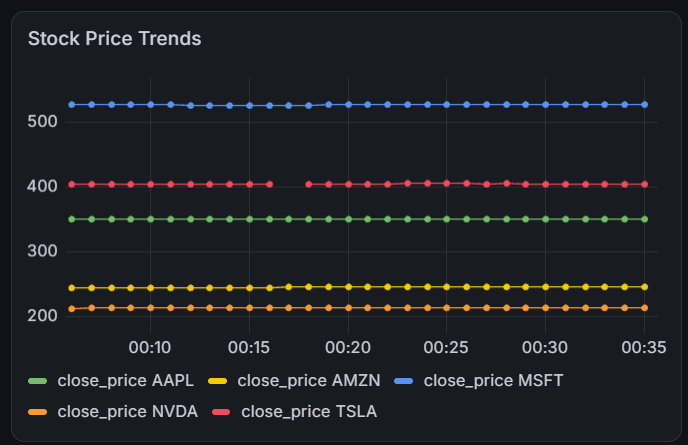 Stock Price Trends
500
400
300
200
00:10 00:15 00:20 00:25 00:30 00:35
close_price AAPL close_price AMZN close_price MSFT
close_price NVDA close_price TSLA